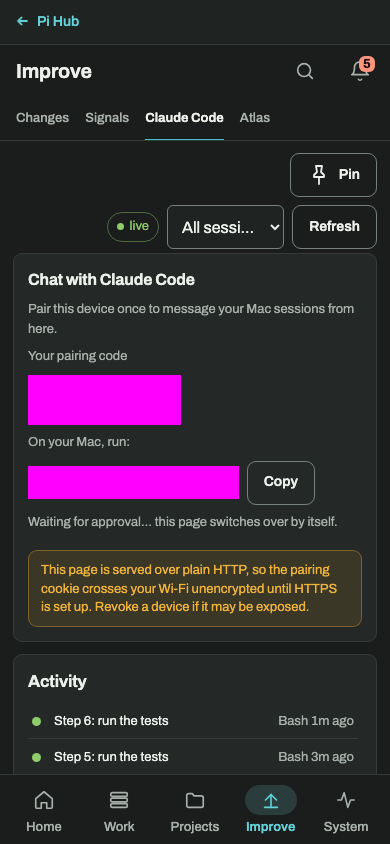 Pi Hub
Improve
5
Changes Signals Claude Code Atlas
Pin
live All sessi... Refresh
Chat with Claude Code
Pair this device once to message your Mac sessions from
here.
Your pairing code
On your Mac, run:
Copy
Waiting for approval... this page switches over by itself.
This page is served over plain HTTP, so the pairing
cookie crosses your Wi-Fi unencrypted until HTTPS
is set up. Revoke a device if it may be exposed.
Activity
Step 6: run the tests Bash 1m ago
Step 5: run the tests Bash 3m ago
Home Work Projects Improve System